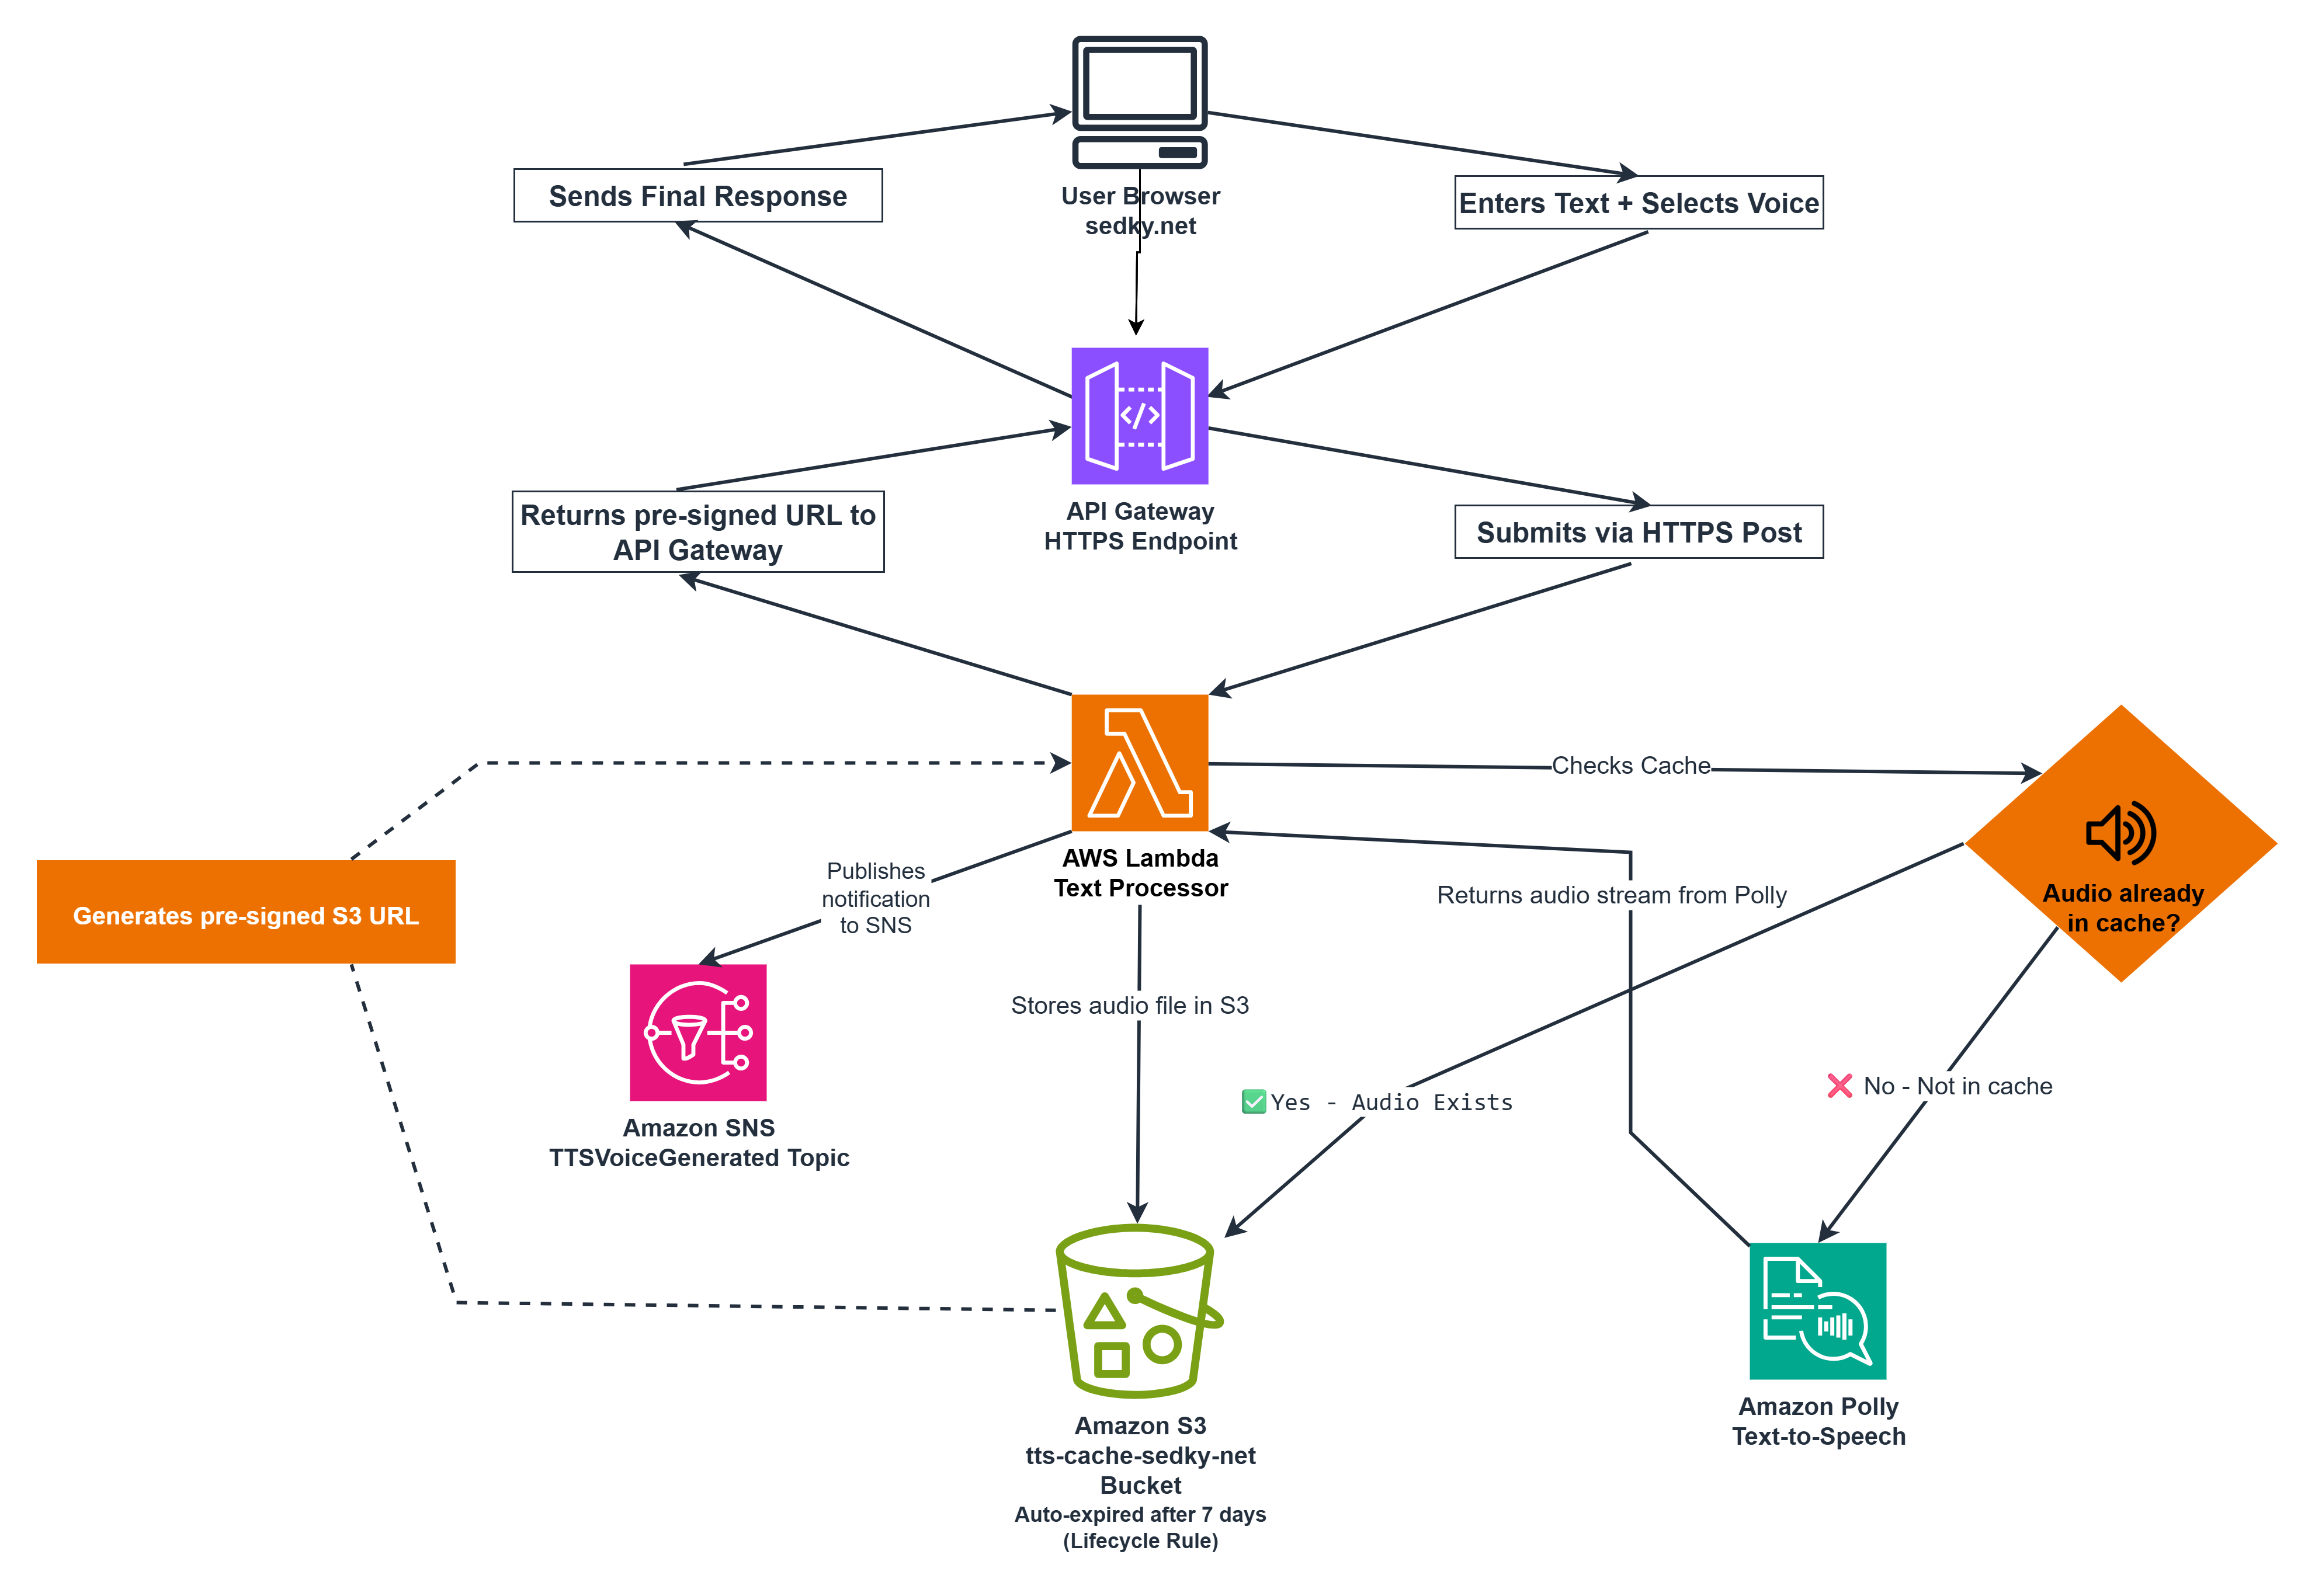 User Browser
sedky.net
Sends Final Response
Enters Text + Selects Voice
API Gateway
HTTPS Endpoint
Returns pre-signed URL to
API Gateway
Submits via HTTPS Post
Checks Cache
AWS Lambda
Text Processor
Publishes
notification
to SNS
Returns audio stream from Polly
Audio already
in cache?
Generates pre-signed S3 URL
Stores audio file in S3
✅Yes - Audio Exists
❌ No - Not in cache
Amazon SNS
TTSVoiceGenerated Topic
Amazon S3
tts-cache-sedky-net
Bucket
Auto-expired after 7 days
(Lifecycle Rule)
Amazon Polly
Text-to-Speech